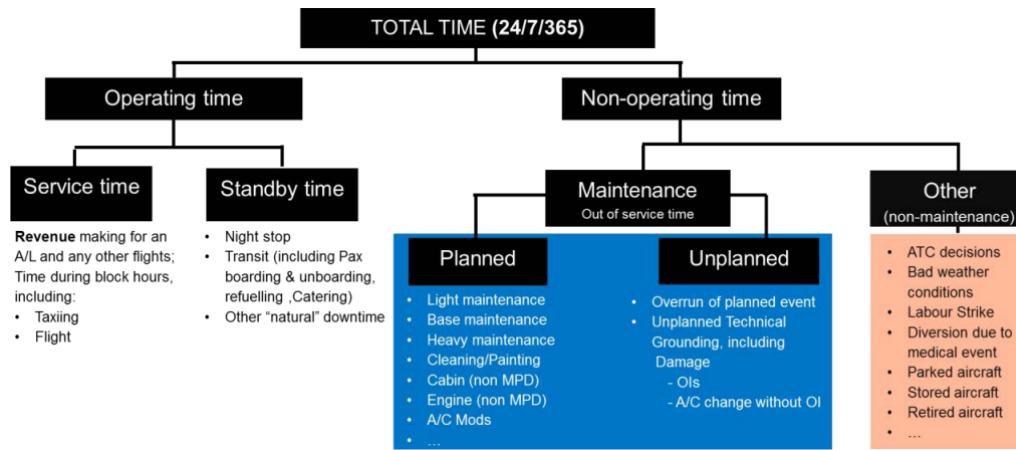 TOTAL TIME (24/7/365)
Operating time
Non-operating time
Service time
Standby time
Maintenance
Out of service time
Other
(non-maintenance)
Revenue making for an
A/L and any other flights;
Time during block hours,
including:
• Taxiing
• Flight
• Night stop
• Transit (including Pax
boarding & unboarding,
refuelling ,Catering)
• Other “natural” downtime
Planned
• Light maintenance
• Base maintenance
• Heavy maintenance
• Cleaning/Painting
• Cabin (non MPD)
• Engine (non MPD)
• A/C Mods
• ...
Unplanned
• Overrun of planned event
• Unplanned Technical
Grounding, including
Damage
- OIs
- A/C change without OI
• ATC decisions
• Bad weather
conditions
• Labour Strike
• Diversion due to
medical event
• Parked aircraft
• Stored aircraft
• Retired aircraft
• ...